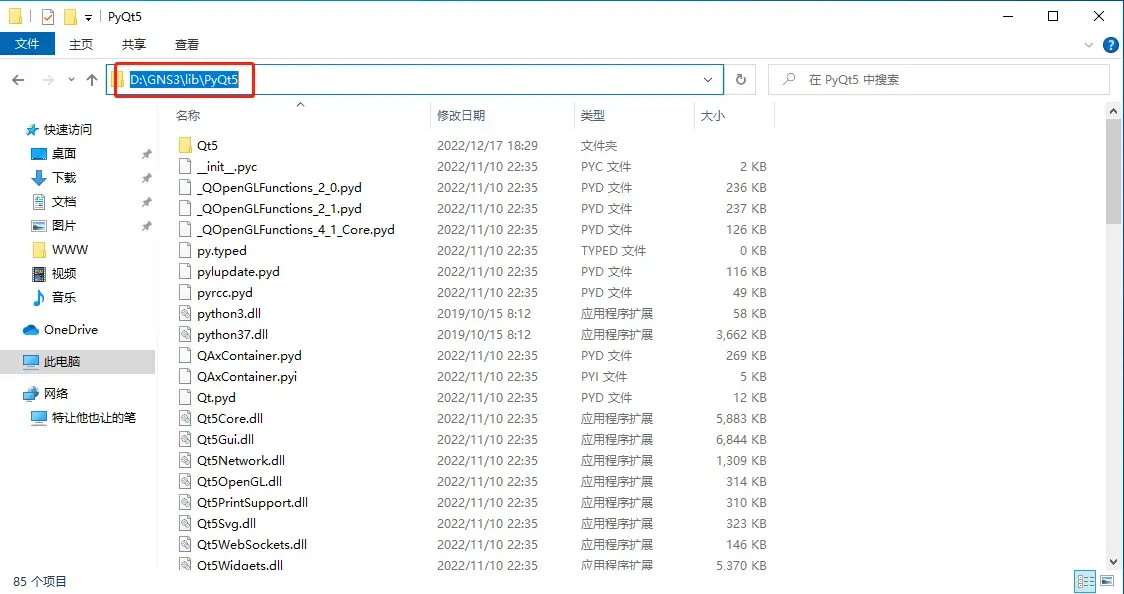 PyQt5
文件 主页 共享 查看
D:\GNS3\lib\PyQt5 在 PyQt5 中搜索
名称 修改日期 类型 大小
快速访问
桌面
下载
文档
图片
WWW
视频
音乐
OneDrive
此电脑
网络
特让他也让的笔
Qt5 2022/12/17 18:29 文件夹
__init__.pyc 2022/11/10 22:35 PYC 文件 2 KB
_QOpenGLFunctions_2_0.pyd 2022/11/10 22:35 PYD 文件 236 KB
_QOpenGLFunctions_2_1.pyd 2022/11/10 22:35 PYD 文件 237 KB
_QOpenGLFunctions_4_1_Core.pyd 2022/11/10 22:35 PYD 文件 126 KB
py.typed 2022/11/10 22:35 TYPED 文件 0 KB
pylupdate.pyd 2022/11/10 22:35 PYD 文件 116 KB
pyrcc.pyd 2022/11/10 22:35 PYD 文件 49 KB
python3.dll 2019/10/15 8:12 应用程序扩展 58 KB
python37.dll 2019/10/15 8:12 应用程序扩展 3,662 KB
QAxContainer.pyd 2022/11/10 22:35 PYD 文件 269 KB
QAxContainer.pyi 2022/11/10 22:35 PYI 文件 5 KB
Qt.pyd 2022/11/10 22:35 PYD 文件 12 KB
Qt5Core.dll 2022/11/10 22:35 应用程序扩展 5,883 KB
Qt5Gui.dll 2022/11/10 22:35 应用程序扩展 6,844 KB
Qt5Network.dll 2022/11/10 22:35 应用程序扩展 1,309 KB
Qt5OpenGL.dll 2022/11/10 22:35 应用程序扩展 314 KB
Qt5PrintSupport.dll 2022/11/10 22:35 应用程序扩展 310 KB
Qt5Svg.dll 2022/11/10 22:35 应用程序扩展 323 KB
Qt5WebSockets.dll 2022/11/10 22:35 应用程序扩展 146 KB
Qt5Widgets.dll 2022/11/10 22:35 应用程序扩展 5,370 KB
85 个项目